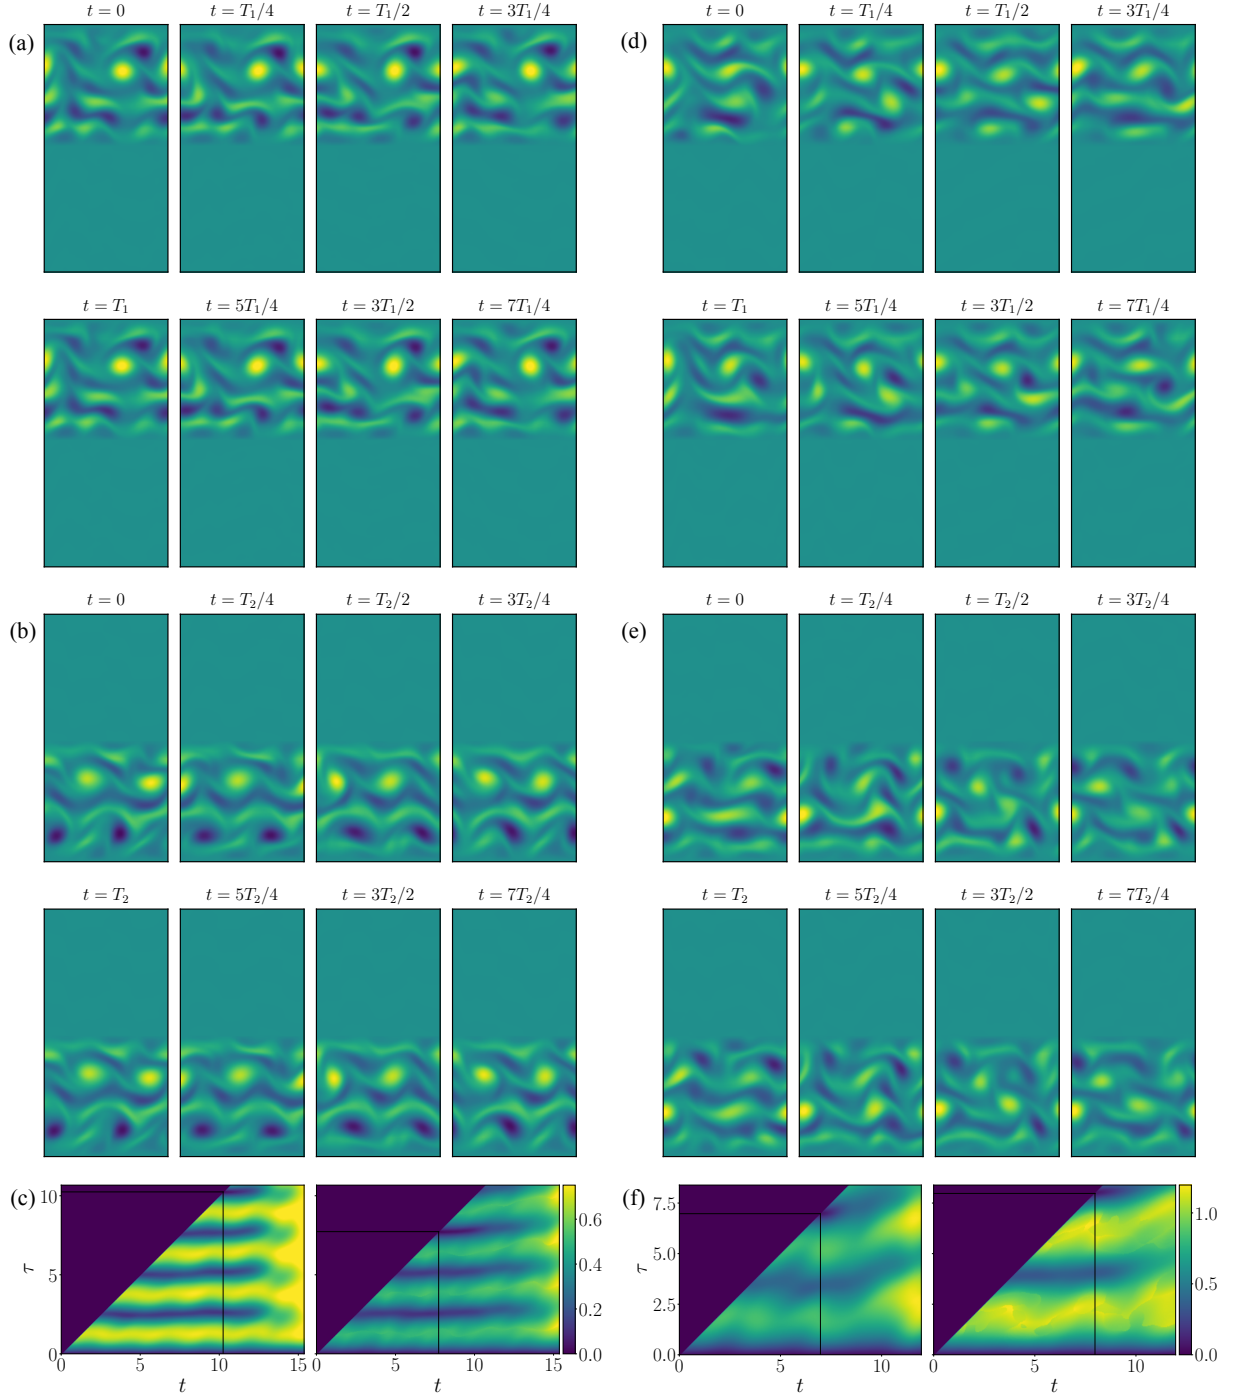 (a)
t = 0
t = T₁/4
t = T₁/2
t = 3T₁/4
t = T₁
t = 5T₁/4
t = 3T₁/2
t = 7T₁/4
(b)
t = 0
t = T₂/4
t = T₂/2
t = 3T₂/4
t = T₂
t = 5T₂/4
t = 3T₂/2
t = 7T₂/4
(c)
10
5
0
τ
0 5 10 15
t
0 5 10 15
t
0.6
0.4
0.2
0.0
(d)
t = 0
t = T₁/4
t = T₁/2
t = 3T₁/4
t = T₁
t = 5T₁/4
t = 3T₁/2
t = 7T₁/4
(e)
t = 0
t = T₂/4
t = T₂/2
t = 3T₂/4
t = T₂
t = 5T₂/4
t = 3T₂/2
t = 7T₂/4
(f)
7.5
5.0
2.5
0.0
τ
0 5 10
t
0 5 10
t
1.0
0.5
0.0